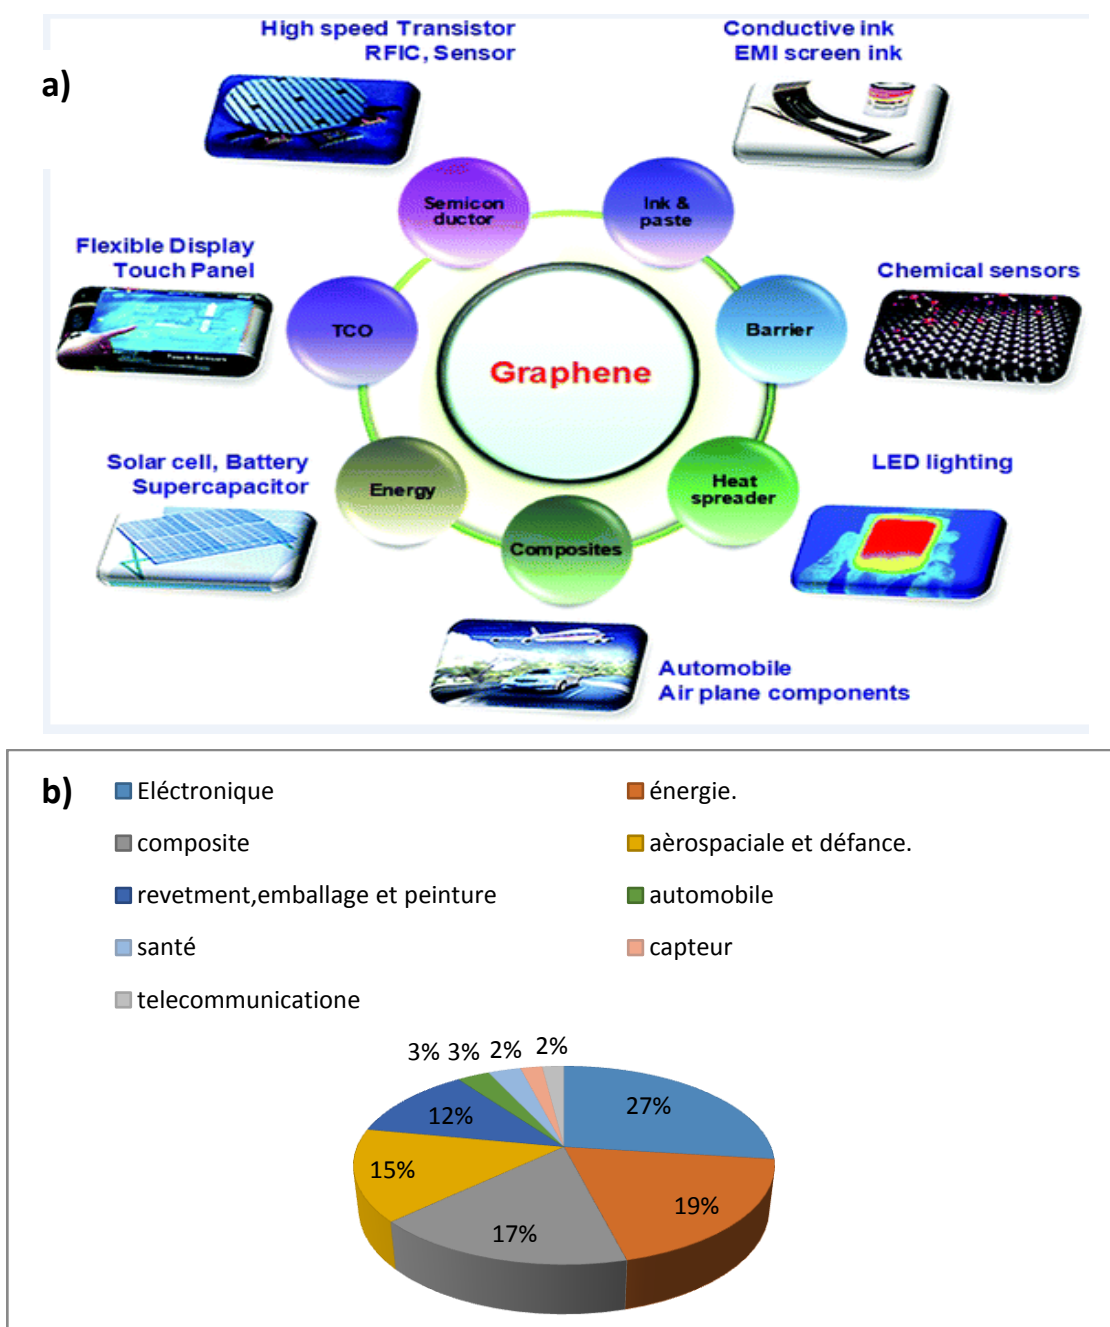 High speed Transistor
RFIC, Sensor
Conductive ink
EMI screen ink
a)
Semicon
ductor
Ink &
paste
Flexible Display
Touch Panel
TCO
Barrier
Chemical sensors
Graphene
Solar cell, Battery
Supercapacitor
Energy
Heat
spreader
LED lighting
Composites
Automobile
Air plane components
b)
Eléctronique
énergie.
composite
aèrospaciale et défance.
revetment,emballage et peinture
automobile
santé
capteur
telecommunicatione
3% 3% 2% 2%
27%
12%
15%
19%
17%